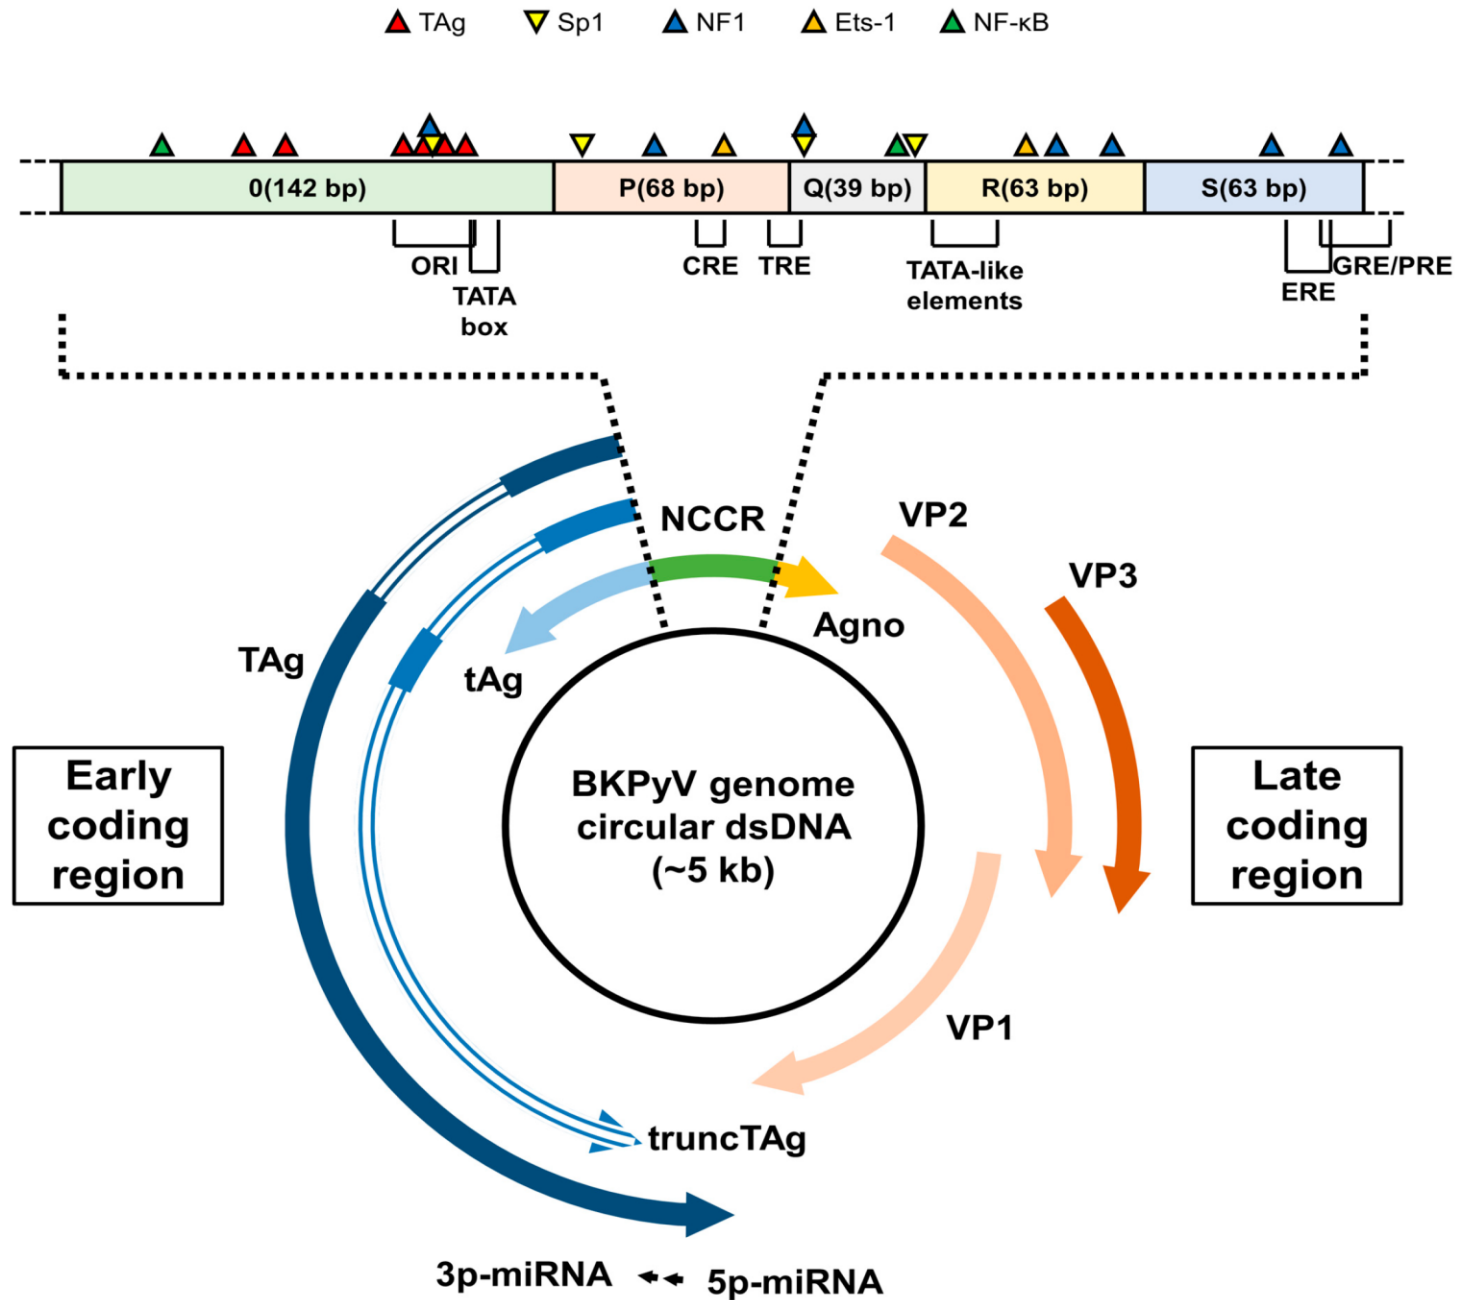 TAg Sp1 NF1 Ets-1 NF-κB
0(142 bp) P(68 bp) Q(39 bp) R(63 bp) S(63 bp)
ORI CRE TRE TATA-like GRE/PRE
elements
TATA ERE
box
NCCR
VP2
VP3
Agno
TAg
tAg
Early
coding
region
BKPyV genome
circular dsDNA
(~5 kb)
Late
coding
region
VP1
truncTAg
3p-miRNA 5p-miRNA